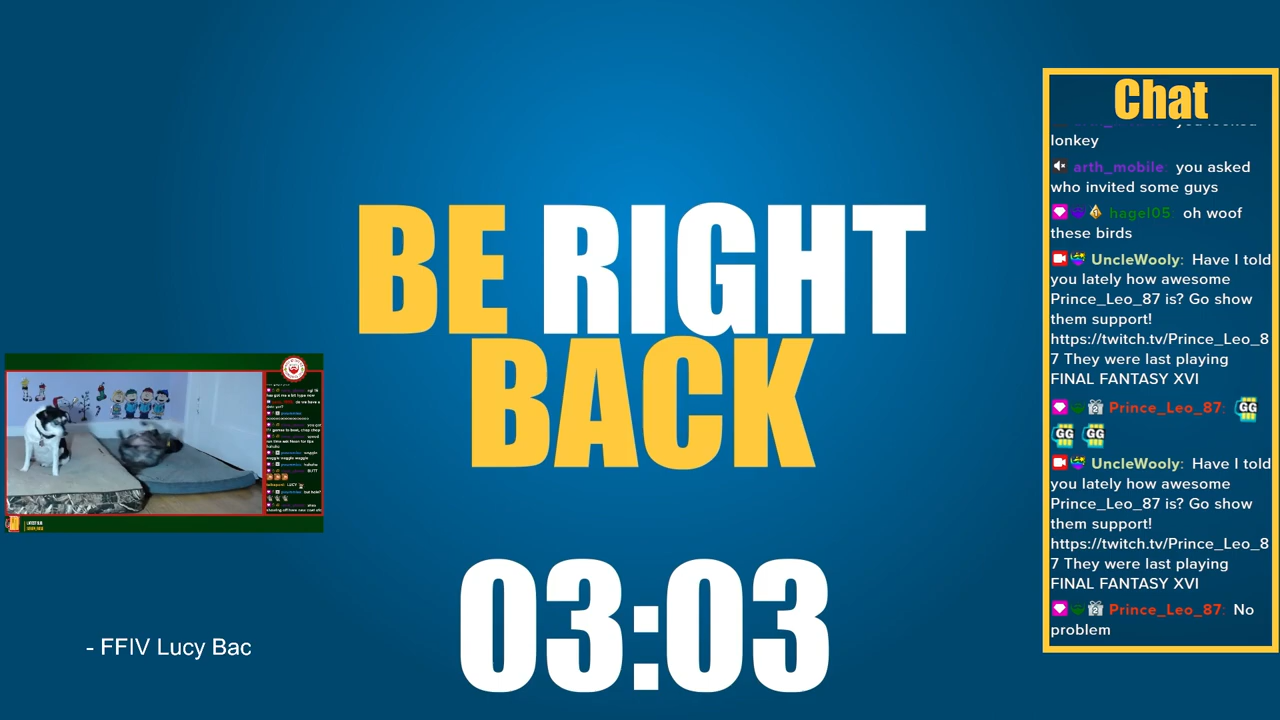 BE RIGHT
BACK
03:03
- FFIV Lucy Bac
Chat
lonkey
arth_mobile: you asked
who invited some guys
hagel05: oh woof
these birds
UncleWooly: Have I told
you lately how awesome
Prince_Leo_87 is? Go show
them support!
https://twitch.tv/Prince_Leo_8
7 They were last playing
FINAL FANTASY XVI
Prince_Leo_87: GG
GG GG
UncleWooly: Have I told
you lately how awesome
Prince_Leo_87 is? Go show
them support!
https://twitch.tv/Prince_Leo_8
7 They were last playing
FINAL FANTASY XVI
Prince_Leo_87: No
problem